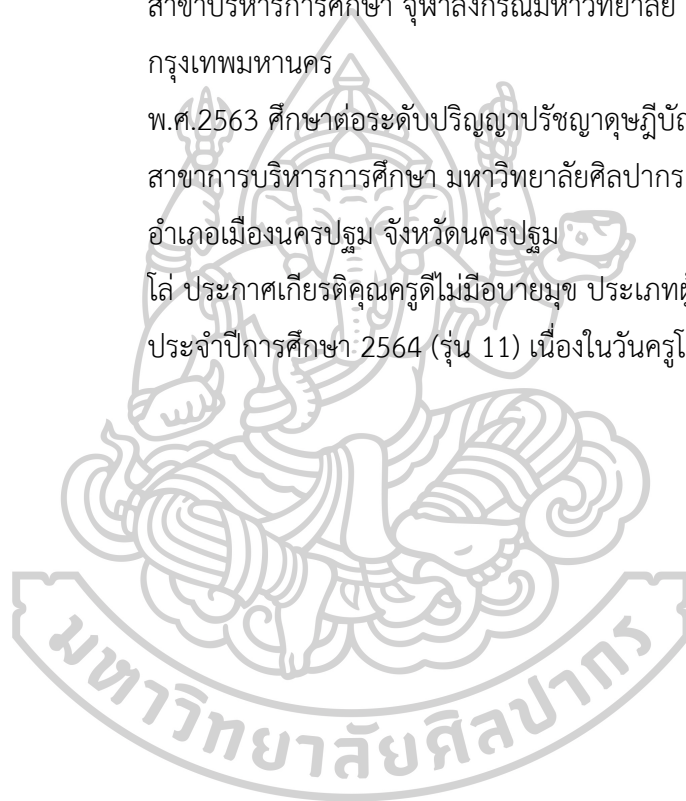 สาขาบริหารการศึกษา จุฬาลงกรณ์มหาวิทยาลัย
กรุงเทพมหานคร
พ.ศ.2563 ศึกษาต่อระดับปริญญาปรัชญาดุษฎีบัณ
สาขาการบริหารการศึกษา มหาวิทยาลัยศิลปากร
อำเภอเมืองนครปฐม จังหวัดนครปฐม
โล่ ประกาศเกียรติคุณครูดีไม่มีอบายมุข ประเภทผู้
ประจำปีการศึกษา 2564 (รุ่น 11) เนื่องในวันครูโ
มหาวิทยาลัยศิลปากร